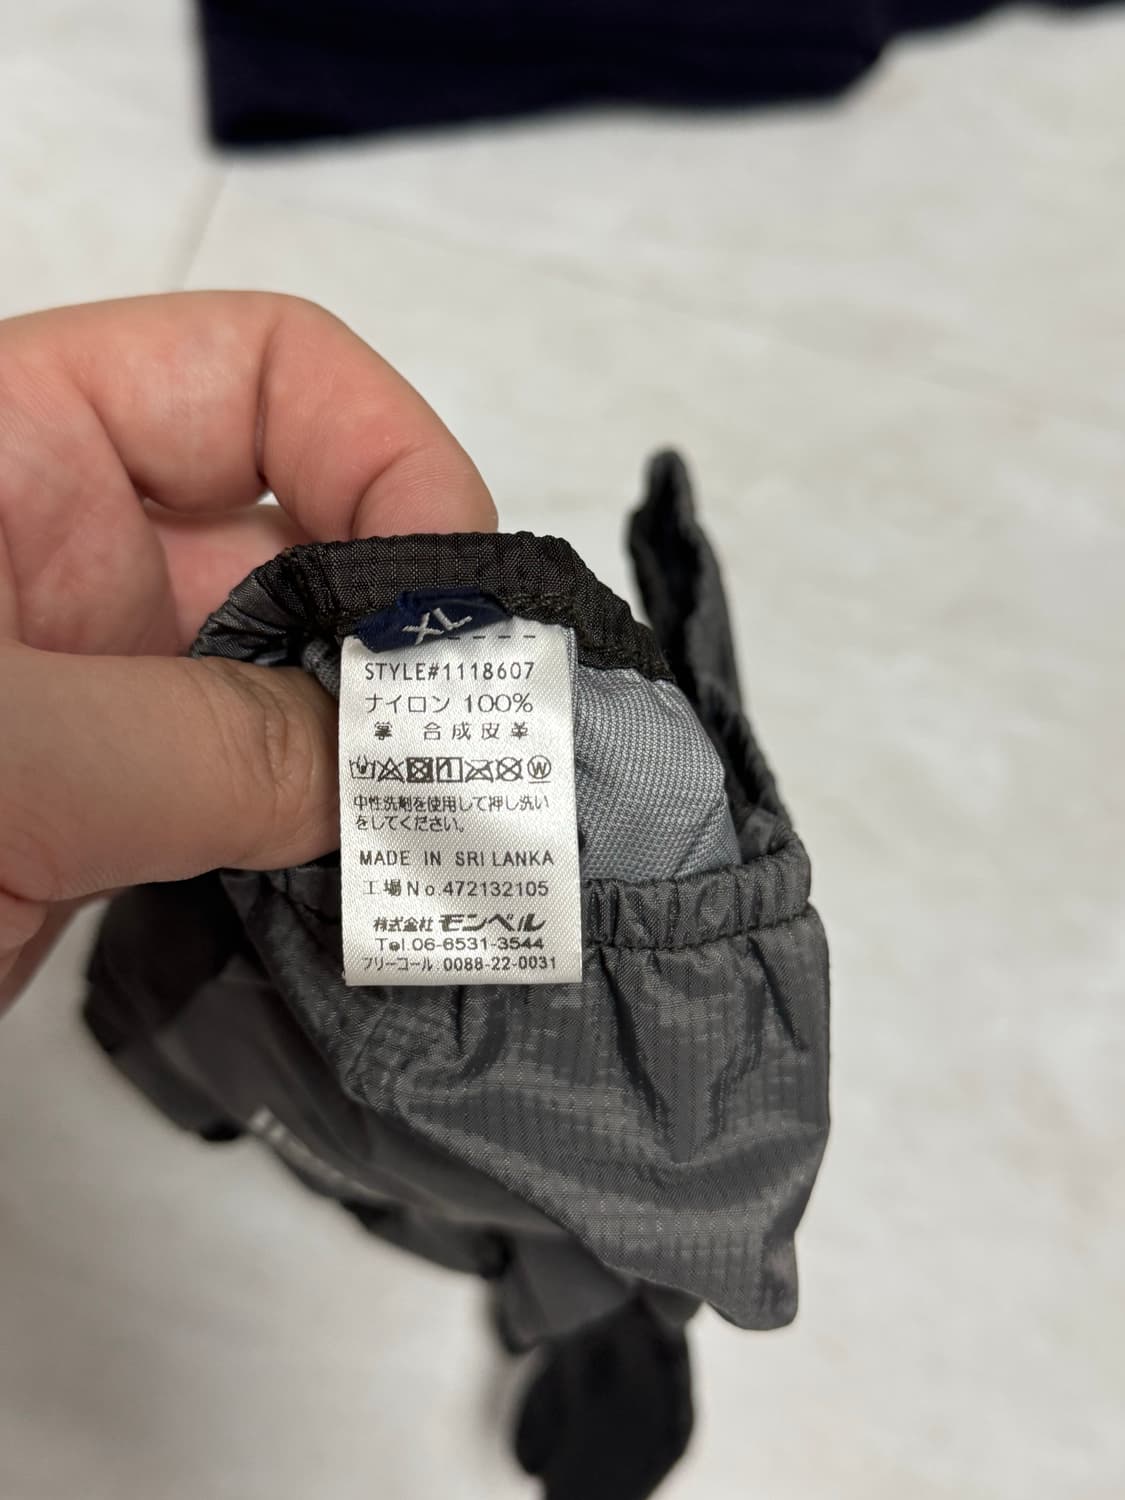 XL
STYLE#1118607
ナイロン 100%
掌 合成皮革
中性洗剤を使用して押し洗い
をしてください。
MADE IN SRI LANKA
工場No.472132105
株式会社 モンベル
Tel.06-6531-3544
フリーコール.0088-22-0031